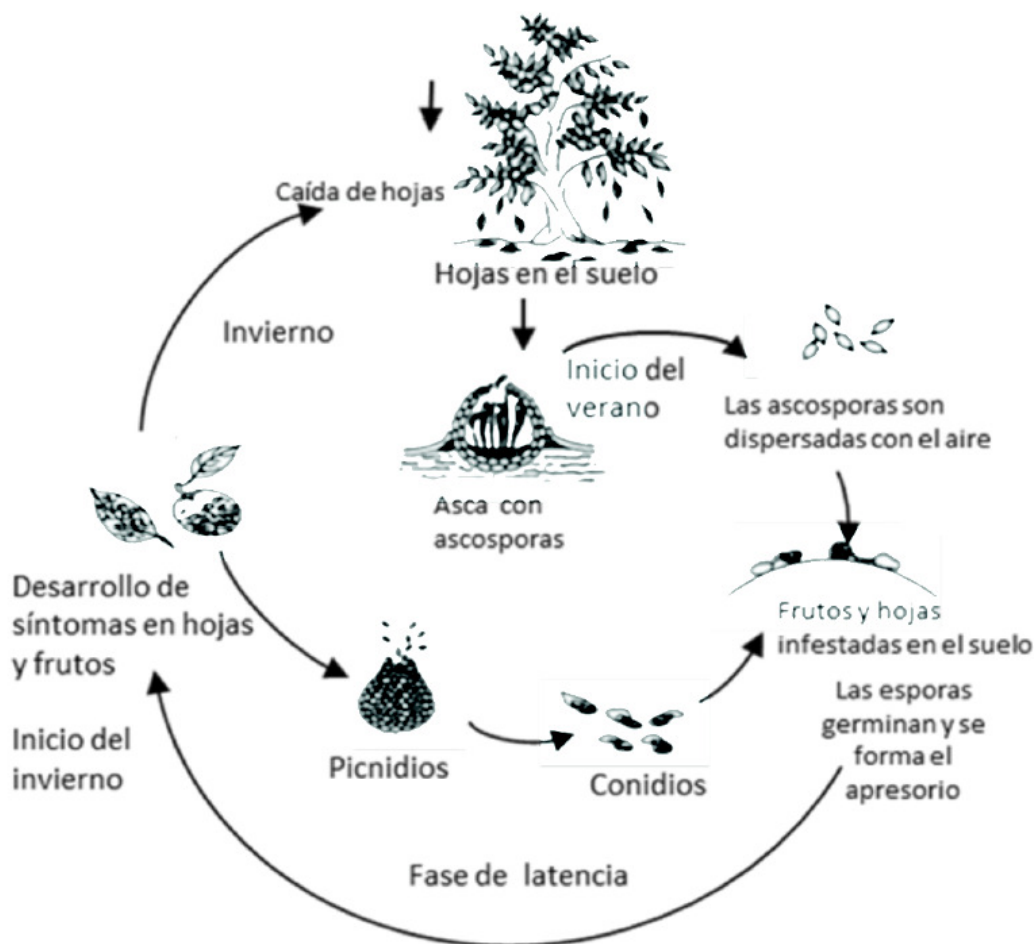 Caída de hojas
Hojas en el suelo
Invierno
Inicio del
verano
Las ascosporas son
dispersadas con el aire
Asca con
ascosporas
Desarrollo de
síntomas en hojas
y frutos
Frutos y hojas
infestadas en el suelo
Las esporas
germinan y se
forma el
apresorio
Inicio del
invierno
Picnidios
Conidios
Fase de latencia